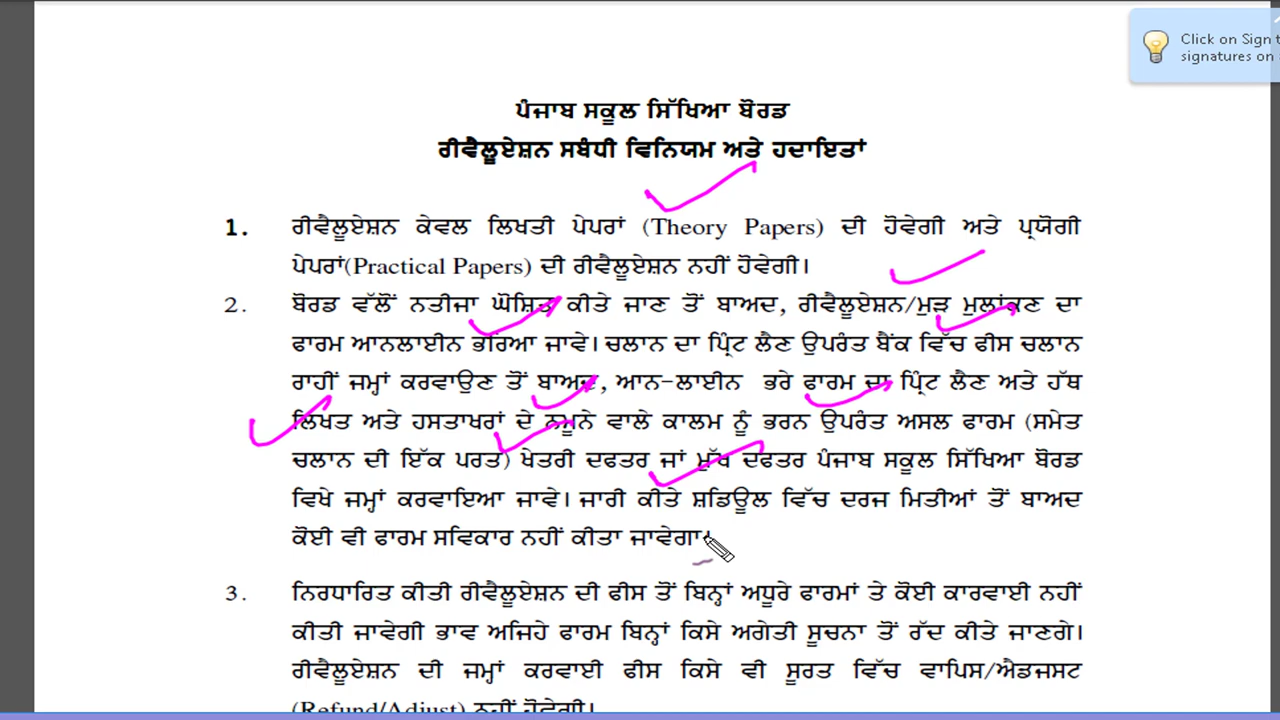 Click on Sign t
signatures on
ਪੰਜਾਬ ਸਕੂਲ ਸਿੱਖਿਆ ਬੋਰਡ
ਰੀਵੈਲੂਏਸ਼ਨ ਸਬੰਧੀ ਵਿਨਿਯਮ ਅਤੇ ਹਦਾਇਤਾਂ
1. ਰੀਵੈਲੂਏਸ਼ਨ ਕੇਵਲ ਲਿਖਤੀ ਪੇਪਰਾਂ (Theory Papers) ਦੀ ਹੋਵੇਗੀ ਅਤੇ ਪ੍ਰਯੋਗੀ
ਪੇਪਰਾਂ(Practical Papers) ਦੀ ਰੀਵੈਲੂਏਸ਼ਨ ਨਹੀਂ ਹੋਵੇਗੀ।
2. ਬੋਰਡ ਵੱਲੋਂ ਨਤੀਜਾ ਘੋਸ਼ਿਤ ਕੀਤੇ ਜਾਣ ਤੋਂ ਬਾਅਦ, ਰੀਵੈਲੂਏਸ਼ਨ/ਮੁੜ ਮੁਲਾਂਕਣ ਦਾ
ਫਾਰਮ ਆਨਲਾਈਨ ਭਰਿਆ ਜਾਵੇ। ਚਲਾਨ ਦਾ ਪ੍ਰਿੰਟ ਲੈਣ ਉਪਰੰਤ ਬੈਂਕ ਵਿੱਚ ਫੀਸ ਚਲਾਨ
ਰਾਹੀਂ ਜਮ੍ਹਾਂ ਕਰਵਾਉਣ ਤੋਂ ਬਾਅਦ, ਆਨ-ਲਾਈਨ ਭਰੇ ਫਾਰਮ ਦਾ ਪ੍ਰਿੰਟ ਲੈਣ ਅਤੇ ਹੱਥ
ਲਿਖਤ ਅਤੇ ਹਸਤਾਖਰਾਂ ਦੇ ਨਮੂਨੇ ਵਾਲੇ ਕਾਲਮ ਨੂੰ ਭਰਨ ਉਪਰੰਤ ਅਸਲ ਫਾਰਮ (ਸਮੇਤ
ਚਲਾਨ ਦੀ ਇੱਕ ਪਰਤ) ਖੇਤਰੀ ਦਫਤਰ ਜਾਂ ਮੁੱਖ ਦਫਤਰ ਪੰਜਾਬ ਸਕੂਲ ਸਿੱਖਿਆ ਬੋਰਡ
ਵਿਖੇ ਜਮ੍ਹਾਂ ਕਰਵਾਇਆ ਜਾਵੇ। ਜਾਰੀ ਕੀਤੇ ਸ਼ਡਿਊਲ ਵਿੱਚ ਦਰਜ ਮਿਤੀਆਂ ਤੋਂ ਬਾਅਦ
ਕੋਈ ਵੀ ਫਾਰਮ ਸਵਿਕਾਰ ਨਹੀਂ ਕੀਤਾ ਜਾਵੇਗਾ।
3. ਨਿਰਧਾਰਿਤ ਕੀਤੀ ਰੀਵੈਲੂਏਸ਼ਨ ਦੀ ਫੀਸ ਤੋਂ ਬਿਨ੍ਹਾਂ ਅਧੂਰੇ ਫਾਰਮਾਂ ਤੇ ਕੋਈ ਕਾਰਵਾਈ ਨਹੀਂ
ਕੀਤੀ ਜਾਵੇਗੀ ਭਾਵ ਅਜਿਹੇ ਫਾਰਮ ਬਿਨ੍ਹਾਂ ਕਿਸੇ ਅਗੇਤੀ ਸੂਚਨਾ ਤੋਂ ਰੱਦ ਕੀਤੇ ਜਾਣਗੇ।
ਰੀਵੈਲੂਏਸ਼ਨ ਦੀ ਜਮ੍ਹਾਂ ਕਰਵਾਈ ਫੀਸ ਕਿਸੇ ਵੀ ਸੂਰਤ ਵਿੱਚ ਵਾਪਿਸ/ਐਡਜਸਟ
(Refund/Adjust) ਨਹੀਂ ਹੋਵੇਗੀ।